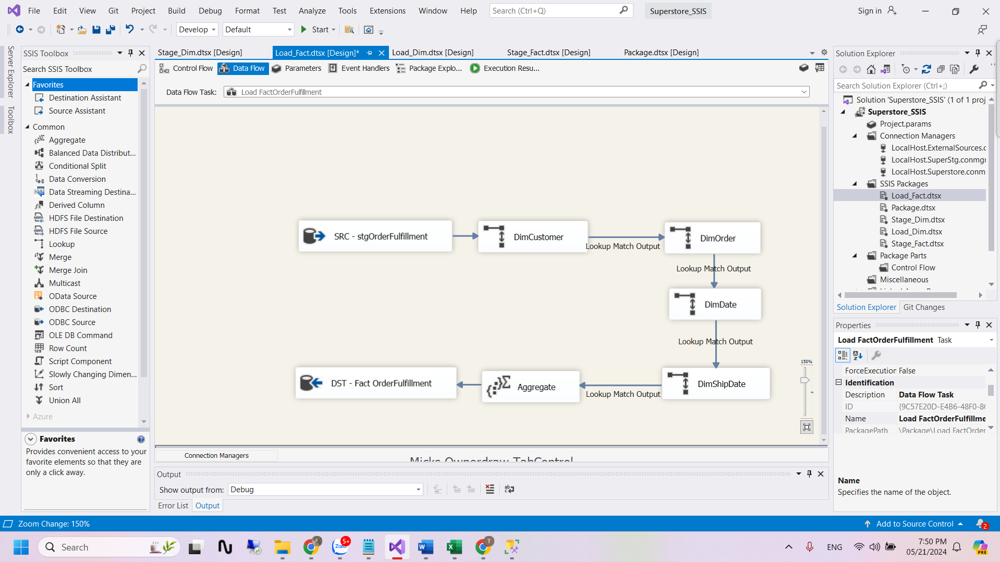 File Edit View Git Project Build Debug Format Test Analyze Tools Extensions Window Help Search (Ctrl+Q) Superstore_SSIS Sign in
Develop Default Start
Server Explorer
Toolbox
SSIS Toolbox
Search SSIS Toolbox
Favorites
Destination Assistant
Source Assistant
Common
Aggregate
Balanced Data Distribut...
Conditional Split
Data Conversion
Data Streaming Destina...
Derived Column
HDFS File Destination
HDFS File Source
Lookup
Merge
Merge Join
Multicast
OData Source
ODBC Destination
ODBC Source
OLE DB Command
Row Count
Script Component
Slowly Changing Dimen...
Sort
Union All
Azure
Favorites
Provides convenient access to your
favorite elements so that they are
only a click away.
Stage_Dim.dtsx [Design] Load_Fact.dtsx [Design]* Load_Dim.dtsx [Design] Stage_Fact.dtsx [Design] Package.dtsx [Design]
Control Flow Data Flow Parameters Event Handlers Package Explo... Execution Resu...
Data Flow Task: Load FactOrderFulfillment
SRC - stgOrderFulfillment
DimCustomer
Lookup Match Output
DimOrder
Lookup Match Output
DimDate
Lookup Match Output
DimShipDate
Lookup Match Output
Aggregate
DST - Fact OrderFulfillment
150%
Connection Managers
Micks Ownerdraw TabControl
Output
Show output from: Debug
Error List Output
Solution Explorer
Search Solution Explorer (Ctrl+;)
Solution 'Superstore_SSIS' (1 of 1 proj
Superstore_SSIS
Project.params
Connection Managers
LocalHost.ExternalSources.c
LocalHost.SuperStg.conmgr
LocalHost.Superstore.conm
SSIS Packages
Load_Fact.dtsx
Package.dtsx
Stage_Dim.dtsx
Load_Dim.dtsx
Stage_Fact.dtsx
Package Parts
Control Flow
Miscellaneous
Solution Explorer Git Changes
Properties
Load FactOrderFulfillment Task
ForceExecution False
Identification
Description Data Flow Task
ID {9C57E20D-E4B6-48F0-8(
Name Load FactOrderFulfillme
PackagePath \Package\Load FactOrder
Name
Specifies the name of the object.
Zoom Change: 150% Add to Source Control 2
Search 5+ Zalo T ENG 7:50 PM
05/21/2024 PRE